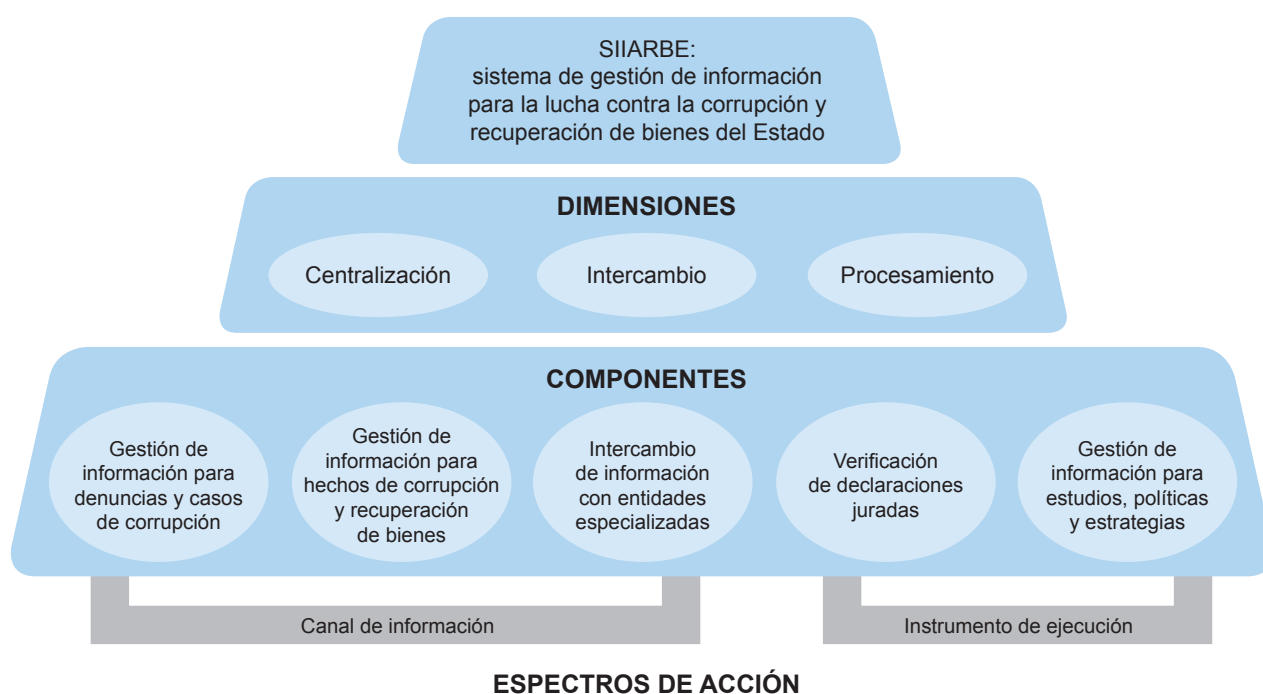 SIIARBE:
sistema de gestión de información
para la lucha contra la corrupción y
recuperación de bienes del Estado
DIMENSIONES
Centralización
Intercambio
Procesamiento
COMPONENTES
Gestión de
información para
denuncias y casos
de corrupción
Gestión de
información para
hechos de corrupción
y recuperación
de bienes
Intercambio
de información
con entidades
especializadas
Verificación
de declaraciones
juradas
Gestión de
información para
estudios, políticas
y estrategias
Canal de información
Instrumento de ejecución
ESPECTROS DE ACCIÓN